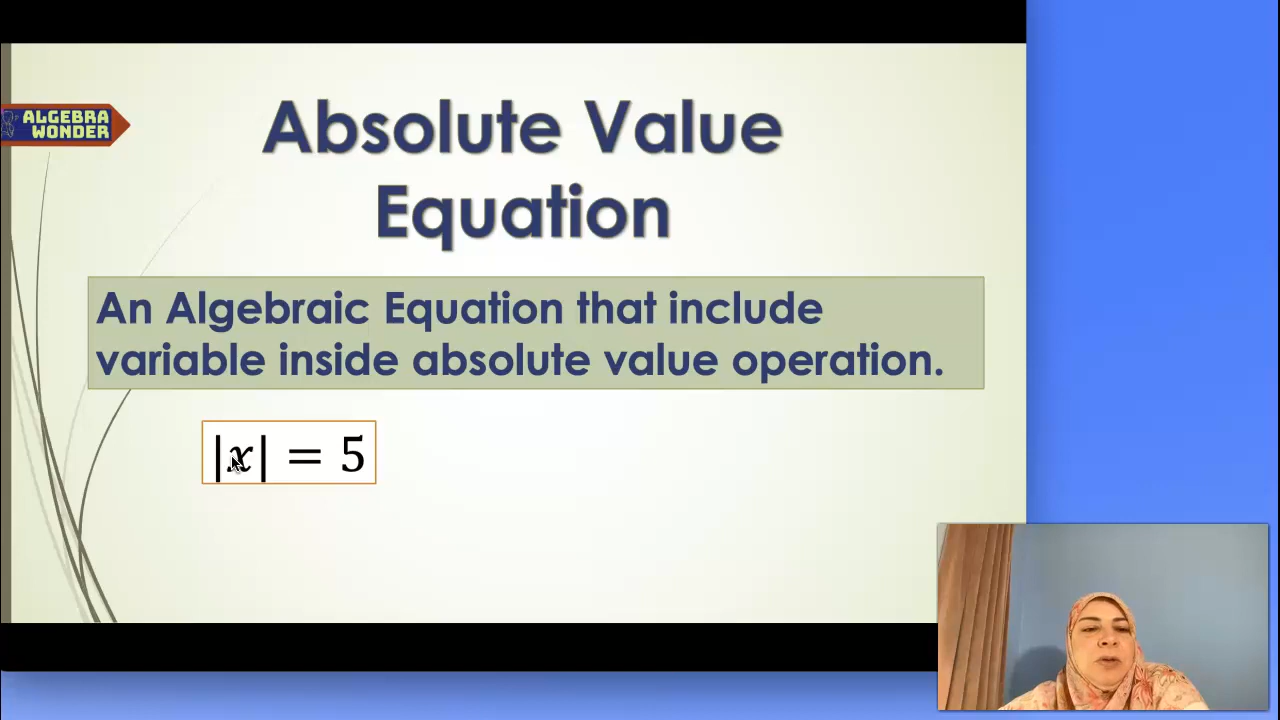 ALGEBRA
WONDER
Absolute Value
Equation
An Algebraic Equation that include
variable inside absolute value operation.
|x| = 5